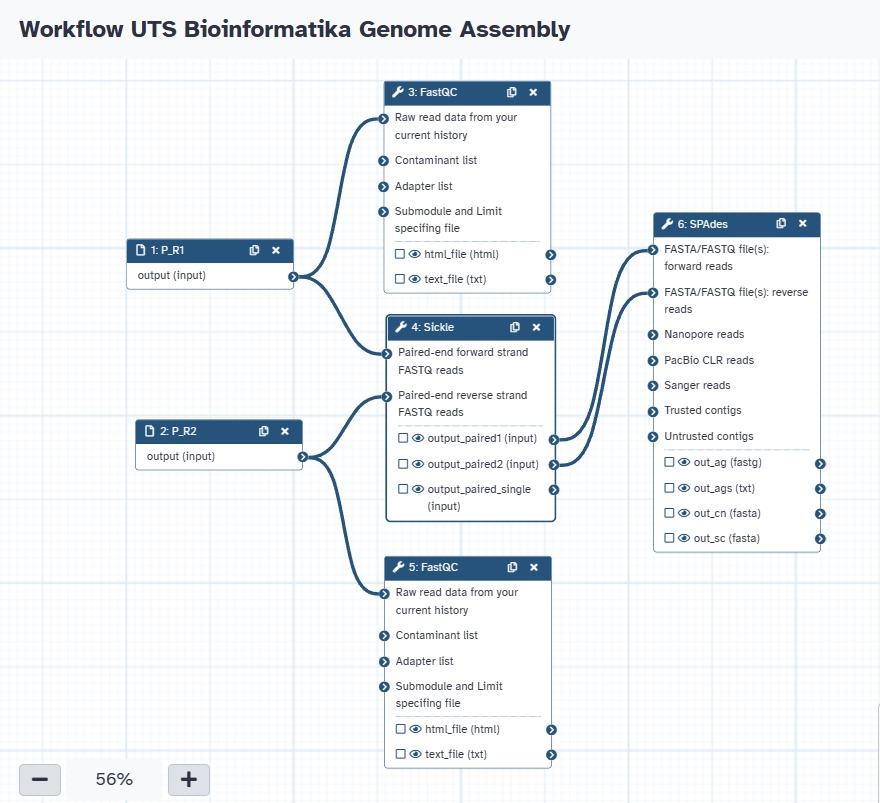 Workflow UTS Bioinformatika Genome Assembly
3: FastQC
Raw read data from your
current history
Contaminant list
Adapter list
Submodule and Limit
specifing file
html_file (html)
text_file (txt)
1: P_R1
output (input)
4: Sickle
Paired-end forward strand
FASTQ reads
Paired-end reverse strand
FASTQ reads
output_paired1 (input)
output_paired2 (input)
output_paired_single
(input)
2: P_R2
output (input)
5: FastQC
Raw read data from your
current history
Contaminant list
Adapter list
Submodule and Limit
specifing file
html_file (html)
text_file (txt)
6: SPAdes
FASTA/FASTQ file(s):
forward reads
FASTA/FASTQ file(s): reverse
reads
Nanopore reads
PacBio CLR reads
Sanger reads
Trusted contigs
Untrusted contigs
out_ag (fastg)
out_ags (txt)
out_cn (fasta)
out_sc (fasta)
56%